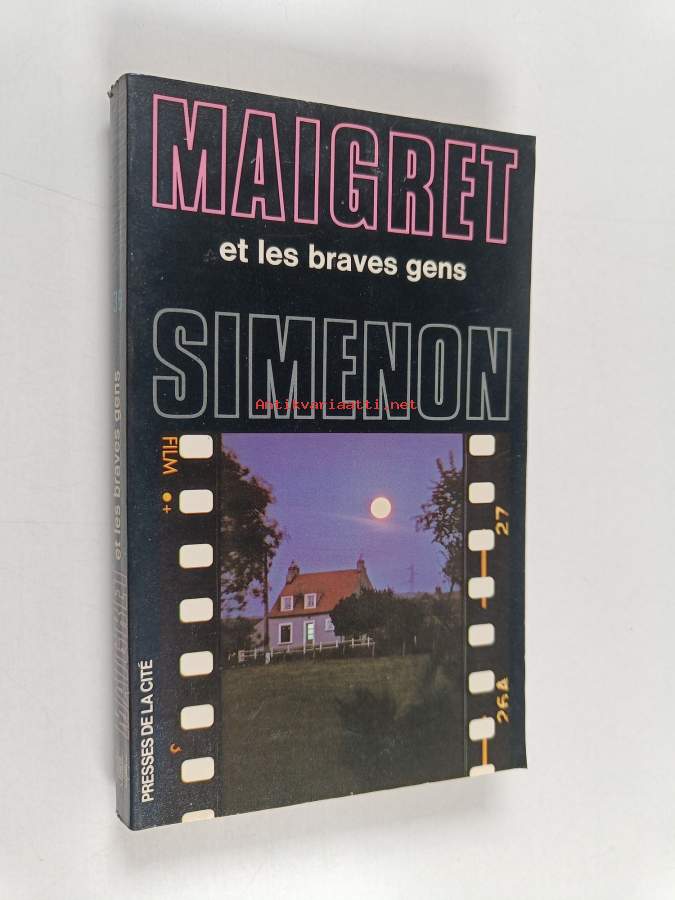 MAIGRET
et les braves gens
SIMENON
Antikvariaatti.net
FILM
27
26A
PRESSES DE LA CITÉ
et les braves gens